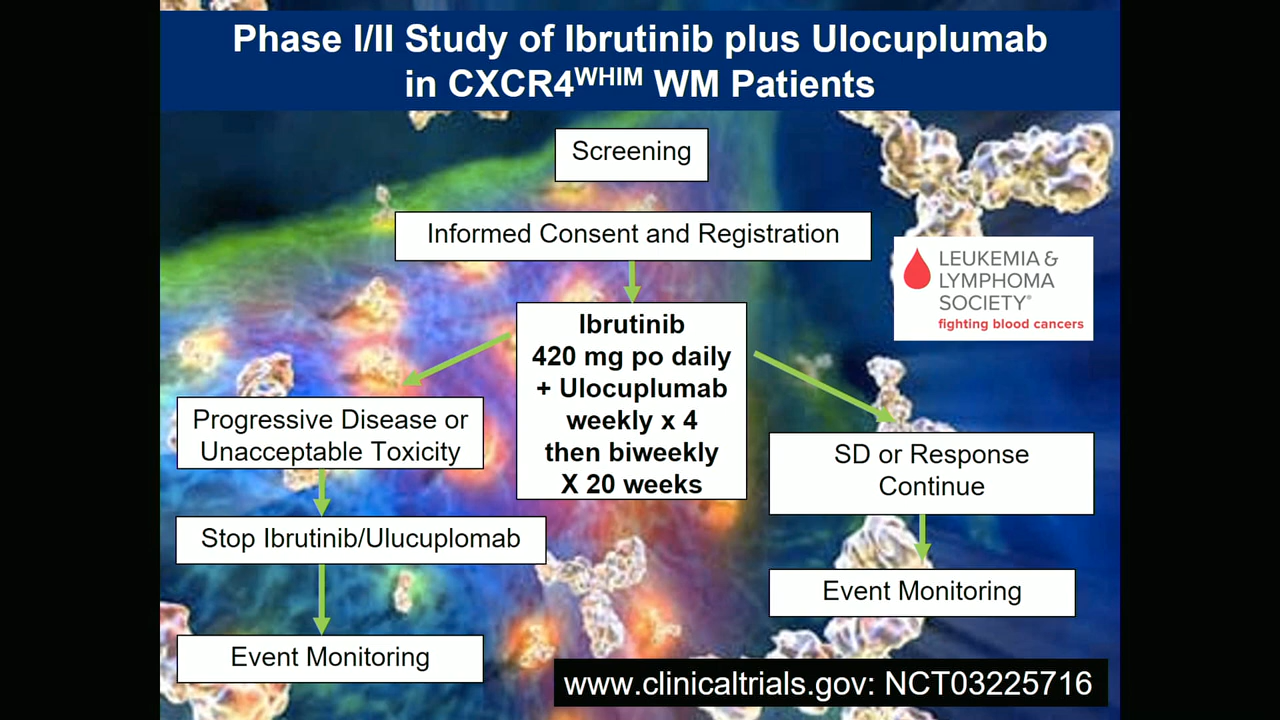 Phase I/II Study of Ibrutinib plus Ulocuplumab
in CXCR4WHIM WM Patients
Screening
Informed Consent and Registration
LEUKEMIA &
LYMPHOMA
SOCIETY®
fighting blood cancers
Ibrutinib
420 mg po daily
+ Ulocuplumab
weekly x 4
then biweekly
X 20 weeks
Progressive Disease or
Unacceptable Toxicity
Stop Ibrutinib/Ulucuplomab
Event Monitoring
SD or Response
Continue
Event Monitoring
www.clinicaltrials.gov: NCT03225716